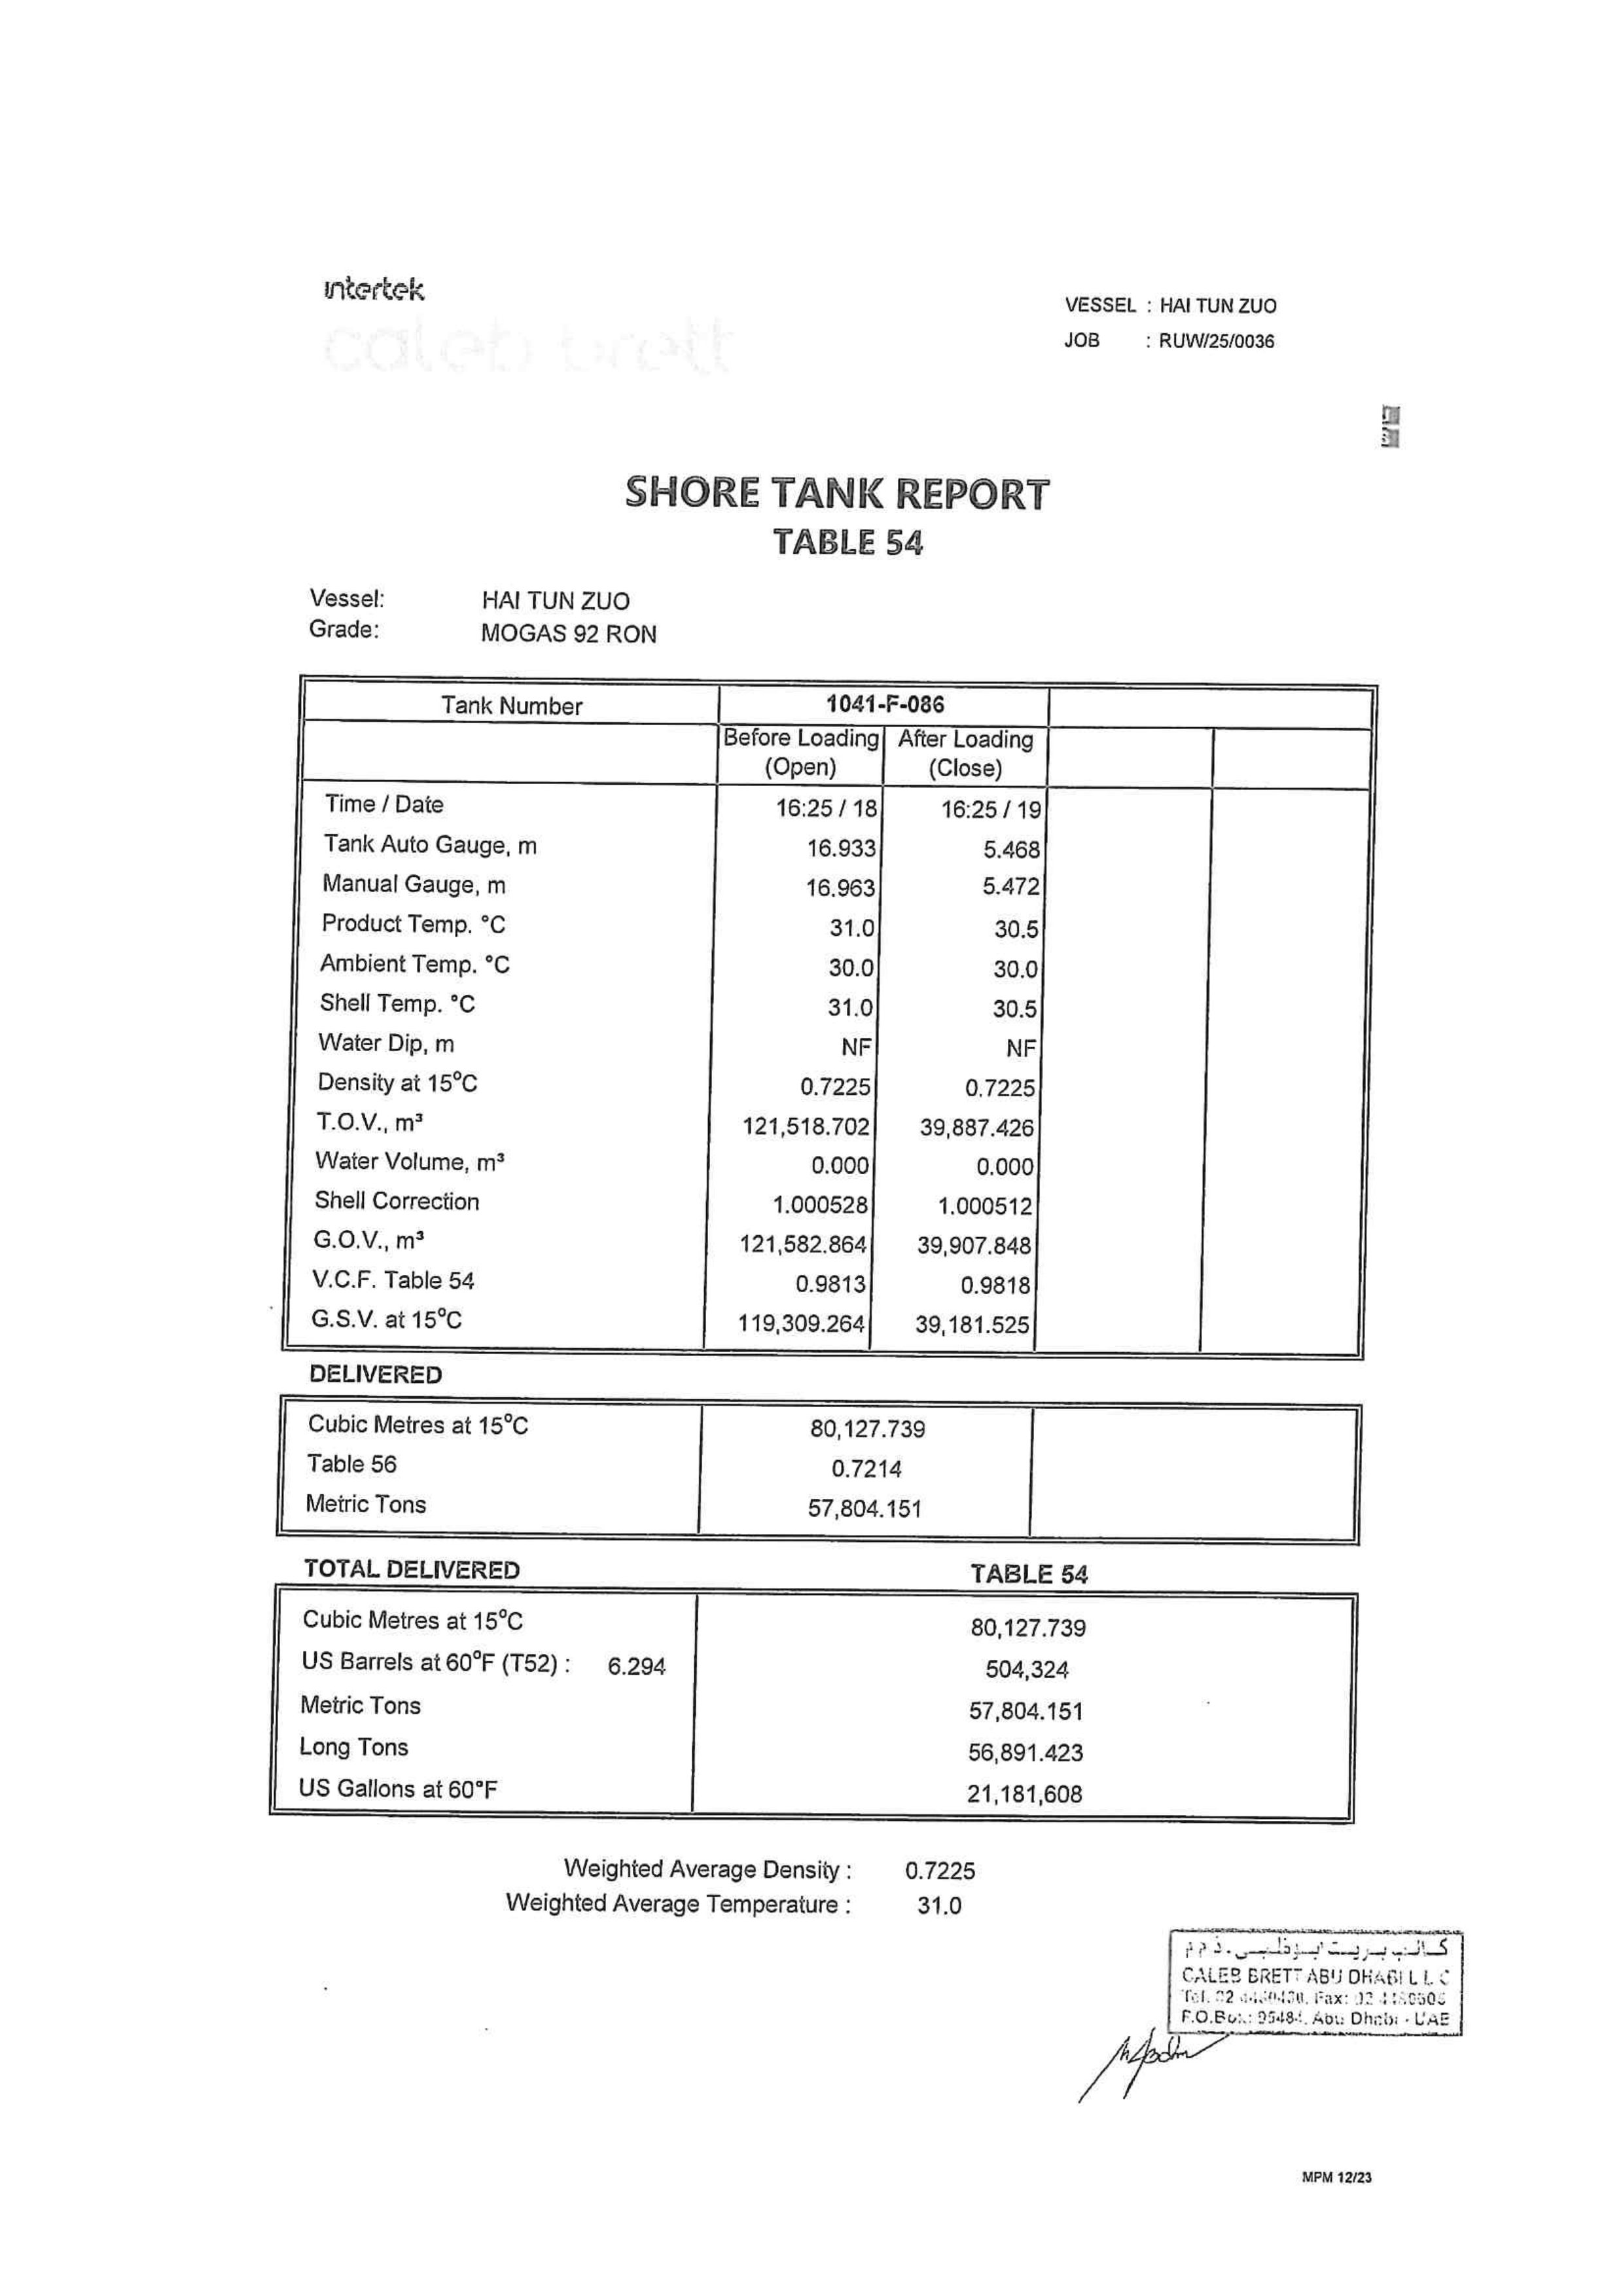 intertek
caleb brett
VESSEL : HAI TUN ZUO
JOB : RUW/25/0036
SHORE TANK REPORT
TABLE 54
Vessel: HAI TUN ZUO
Grade: MOGAS 92 RON
Tank Number 1041-F-086
Before Loading (Open) After Loading (Close)
Time / Date 16:25 / 18 16:25 / 19
Tank Auto Gauge, m 16.933 5.468
Manual Gauge, m 16.963 5.472
Product Temp. °C 31.0 30.5
Ambient Temp. °C 30.0 30.0
Shell Temp. °C 31.0 30.5
Water Dip, m NF NF
Density at 15°C 0.7225 0.7225
T.O.V., m³ 121,518.702 39,887.426
Water Volume, m³ 0.000 0.000
Shell Correction 1.000528 1.000512
G.O.V., m³ 121,582.864 39,907.848
V.C.F. Table 54 0.9813 0.9818
G.S.V. at 15°C 119,309.264 39,181.525
DELIVERED
Cubic Metres at 15°C 80,127.739
Table 56 0.7214
Metric Tons 57,804.151
TOTAL DELIVERED TABLE 54
Cubic Metres at 15°C 80,127.739
US Barrels at 60°F (T52) : 6.294 504,324
Metric Tons 57,804.151
Long Tons 56,891.423
US Gallons at 60°F 21,181,608
Weighted Average Density : 0.7225
Weighted Average Temperature : 31.0
كالب بريت ابوظبي.ذ م م
CALEB BRETT ABU DHABI L L C
Tel. 02 Fax: 02
P.O.Box: 95484, Abu Dhabi - UAE
MPM 12/23